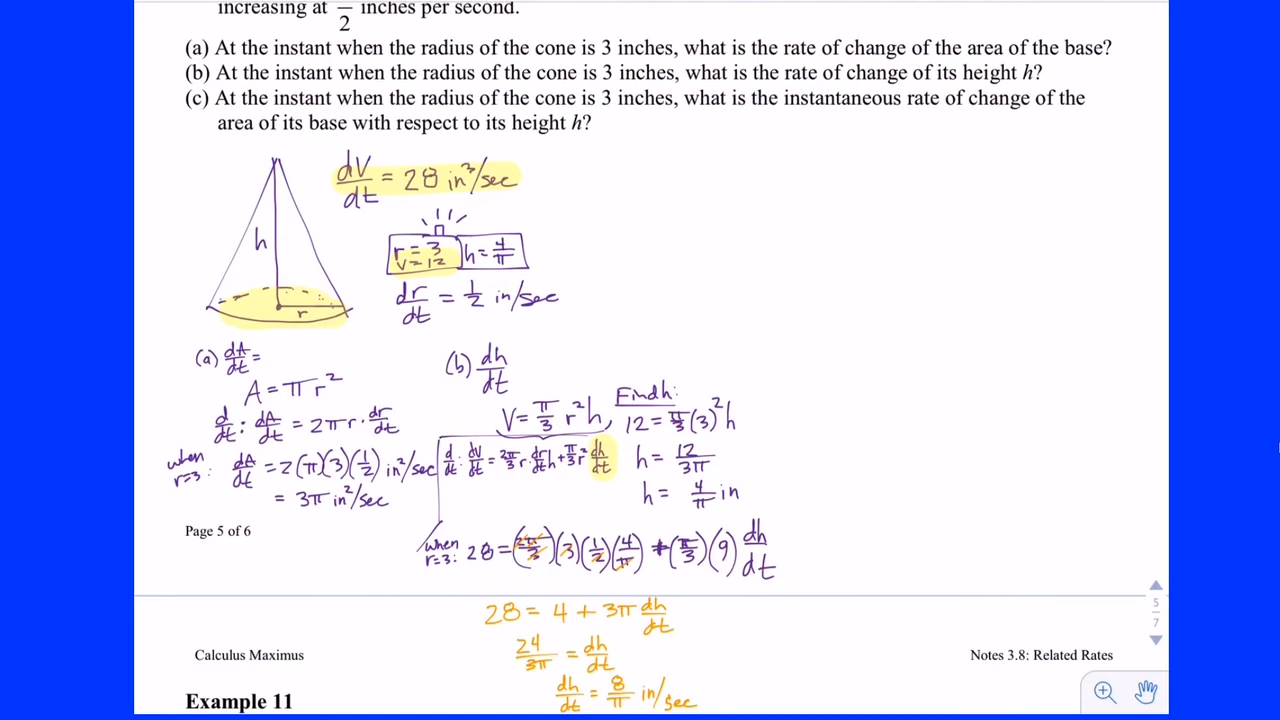 increasing at 1/2 inches per second.
(a) At the instant when the radius of the cone is 3 inches, what is the rate of change of the area of the base?
(b) At the instant when the radius of the cone is 3 inches, what is the rate of change of its height h?
(c) At the instant when the radius of the cone is 3 inches, what is the instantaneous rate of change of the
area of its base with respect to its height h?
dV/dt = 28 in³/sec
h
r
r = 3
V = 12
h = 4/π
dr/dt = 1/2 in/sec
(a) dA/dt =
A = πr²
d/dt: dA/dt = 2πr · dr/dt
when r=3: dA/dt = 2(π)(3)(1/2) in²/sec
= 3π in²/sec
(b) dh/dt
V = π/3 r²h,
d/dt: dV/dt = 2π/3 r · dr/dt h + π/3 r² dh/dt
Find h:
12 = π/3 (3)² h
h = 12/3π
h = 4/π in
when r=3: 28 = (2π/3)(3)(1/2)(4/π) + (π/3)(9) dh/dt
28 = 4 + 3π dh/dt
24/3π = dh/dt
dh/dt = 8/π in/sec
Page 5 of 6
5
7
Calculus Maximus
Notes 3.8: Related Rates
Example 11